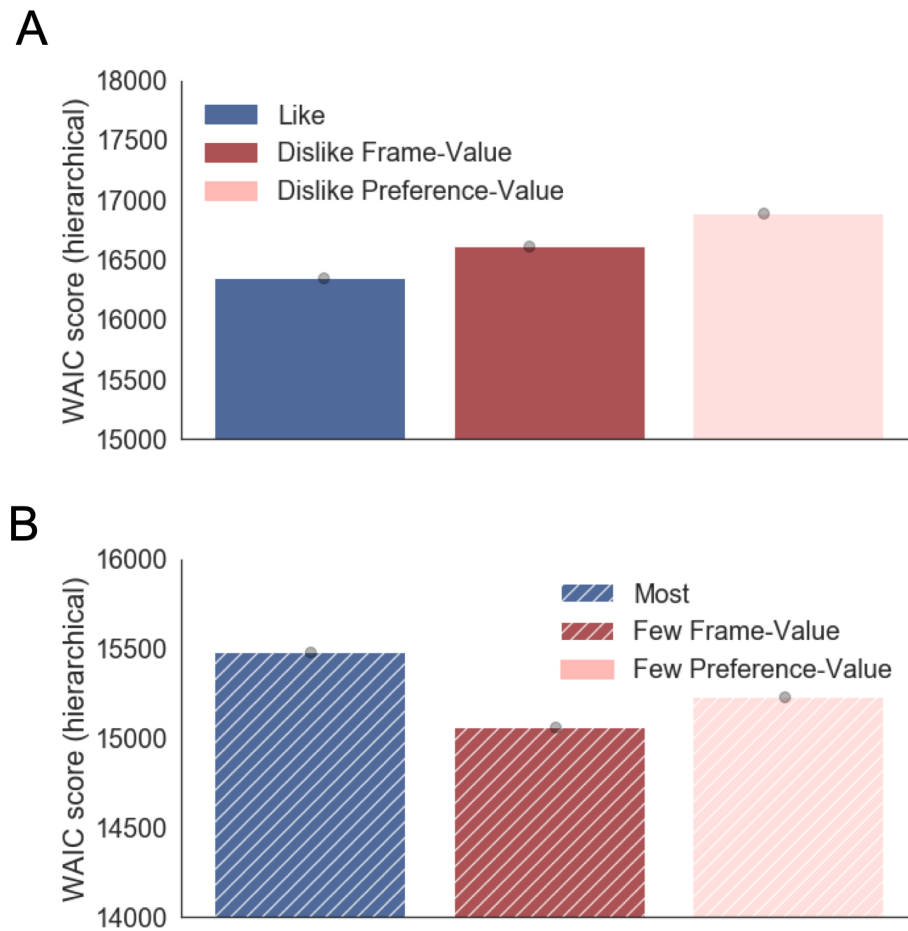 A
WAIC score (hierarchical)
18000
17500
17000
16500
16000
15500
15000
Like
Dislike Frame-Value
Dislike Preference-Value
B
WAIC score (hierarchical)
16000
15500
15000
14500
14000
Most
Few Frame-Value
Few Preference-Value